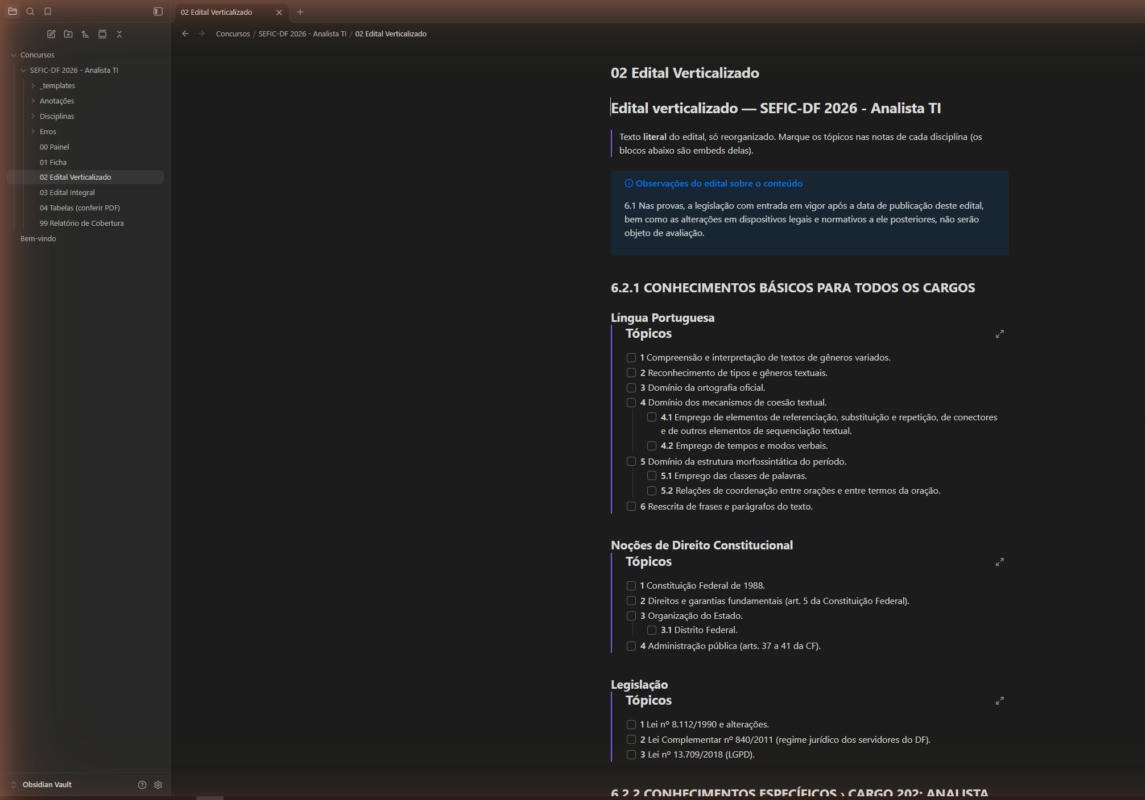 02 Edital Verticalizado
Concursos / SEFIC-DF 2026 - Analista TI / 02 Edital Verticalizado
Concursos
SEFIC-DF 2026 - Analista TI
_templates
Anotações
Disciplinas
Erros
00 Painel
01 Ficha
02 Edital Verticalizado
03 Edital Integral
04 Tabelas (conferir PDF)
99 Relatório de Cobertura
Bem-vindo
Obsidian Vault
02 Edital Verticalizado
Edital verticalizado — SEFIC-DF 2026 - Analista TI
Texto literal do edital, só reorganizado. Marque os tópicos nas notas de cada disciplina (os
blocos abaixo são embeds delas).
Observações do edital sobre o conteúdo
6.1 Nas provas, a legislação com entrada em vigor após a data de publicação deste edital,
bem como as alterações em dispositivos legais e normativos a ele posteriores, não serão
objeto de avaliação.
6.2.1 CONHECIMENTOS BÁSICOS PARA TODOS OS CARGOS
Língua Portuguesa
Tópicos
1 Compreensão e interpretação de textos de gêneros variados.
2 Reconhecimento de tipos e gêneros textuais.
3 Domínio da ortografia oficial.
4 Domínio dos mecanismos de coesão textual.
4.1 Emprego de elementos de referenciação, substituição e repetição, de conectores
e de outros elementos de sequenciação textual.
4.2 Emprego de tempos e modos verbais.
5 Domínio da estrutura morfossintática do período.
5.1 Emprego das classes de palavras.
5.2 Relações de coordenação entre orações e entre termos da oração.
6 Reescrita de frases e parágrafos do texto.
Noções de Direito Constitucional
Tópicos
1 Constituição Federal de 1988.
2 Direitos e garantias fundamentais (art. 5 da Constituição Federal).
3 Organização do Estado.
3.1 Distrito Federal.
4 Administração pública (arts. 37 a 41 da CF).
Legislação
Tópicos
1 Lei nº 8.112/1990 e alterações.
2 Lei Complementar nº 840/2011 (regime jurídico dos servidores do DF).
3 Lei nº 13.709/2018 (LGPD).
6.2.2 CONHECIMENTOS ESPECÍFICOS › CARGO 202: ANALISTA